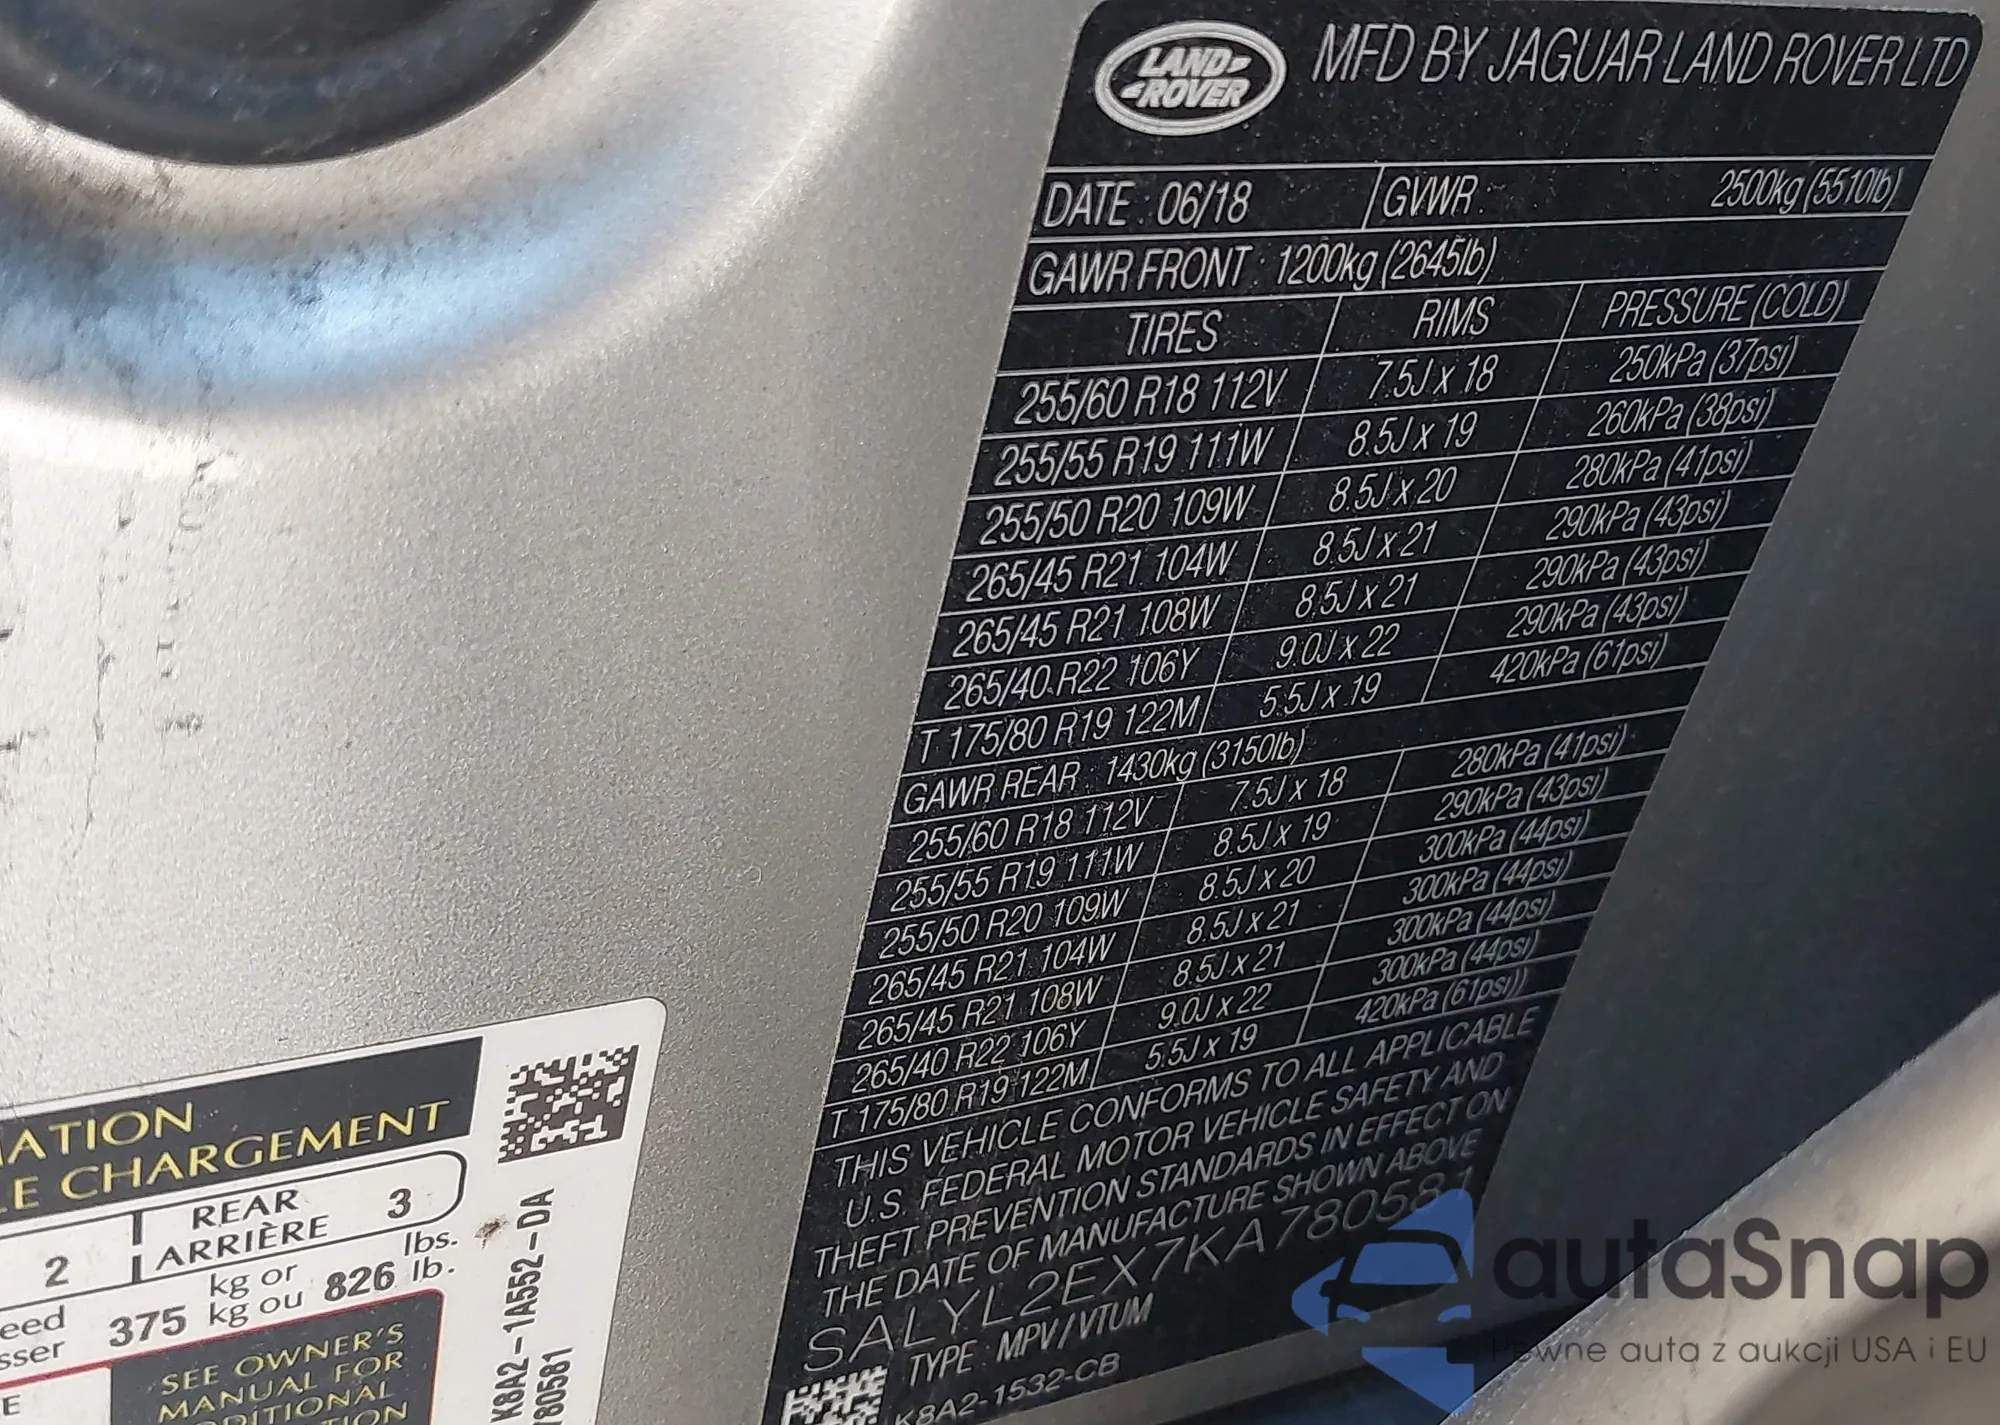 LAND-
-ROVER
MFD BY JAGUAR LAND ROVER LTD
DATE : 06/18 GVWR : 2500kg (5510lb)
GAWR FRONT : 1200kg (2645lb)
TIRES RIMS PRESSURE (COLD)
255/60 R18 112V 7.5J x 18 250kPa (37psi)
255/55 R19 111W 8.5J x 19 260kPa (38psi)
255/50 R20 109W 8.5J x 20 280kPa (41psi)
265/45 R21 104W 8.5J x 21 290kPa (43psi)
265/45 R21 108W 8.5J x 21 290kPa (43psi)
265/40 R22 106Y 9.0J x 22 290kPa (43psi)
T 175/80 R19 122M 5.5J x 19 420kPa (61psi)
GAWR REAR : 1430kg (3150lb)
255/60 R18 112V 7.5J x 18 280kPa (41psi)
255/55 R19 111W 8.5J x 19 290kPa (43psi)
255/50 R20 109W 8.5J x 20 300kPa (44psi)
265/45 R21 104W 8.5J x 21 300kPa (44psi)
265/45 R21 108W 8.5J x 21 300kPa (44psi)
265/40 R22 106Y 9.0J x 22 300kPa (44psi)
T 175/80 R19 122M 5.5J x 19 420kPa (61psi))
THIS VEHICLE CONFORMS TO ALL APPLICABLE
U.S. FEDERAL MOTOR VEHICLE SAFETY AND
THEFT PREVENTION STANDARDS IN EFFECT ON
THE DATE OF MANUFACTURE SHOWN ABOVE
SALYL2EX7KA780581
TYPE : MPV/VTUM
K8A2-1532-CB
MATION
LE CHARGEMENT
2 REAR 3
ARRIÈRE
eed 375 kg or 826 lbs.
sser kg ou lb.
SEE OWNER'S
MANUAL FOR
ADDITIONAL
E
K8A2-1A552-DA
780581
autaSnap
Pewne auta z aukcji USA i EU